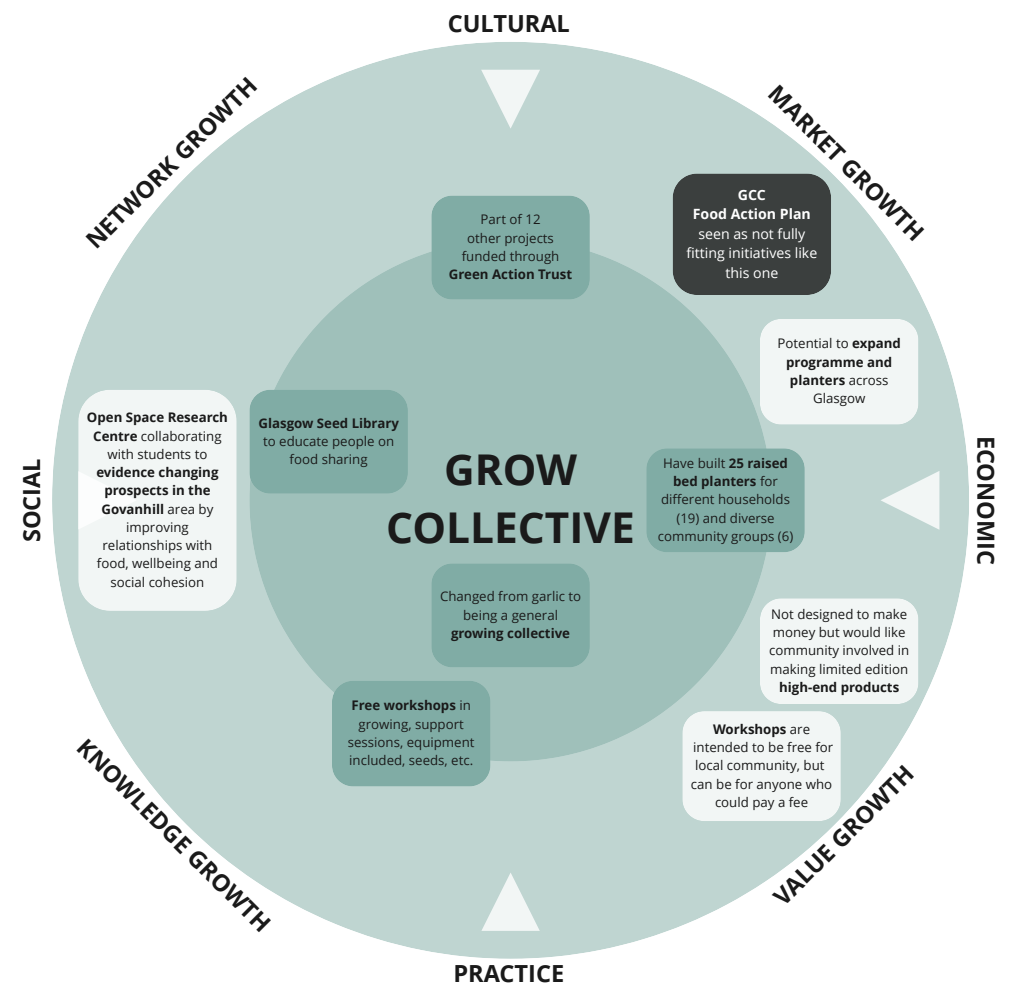 CULTURAL
NETWORK GROWTH
MARKET GROWTH
GCC
Food Action Plan
seen as not fully
fitting initiatives like
this one
Part of 12
other projects
funded through
Green Action Trust
Potential to expand
programme and
planters across
Glasgow
Open Space Research
Centre collaborating
with students to
evidence changing
prospects in the
Govanhill area by
improving
relationships with
food, wellbeing and
social cohesion
Glasgow Seed Library
to educate people on
food sharing
GROW
COLLECTIVE
Have built 25 raised
bed planters for
different households
(19) and diverse
community groups (6)
SOCIAL
ECONOMIC
Changed from garlic to
being a general
growing collective
Not designed to make
money but would like
community involved in
making limited edition
high-end products
Free workshops in
growing, support
sessions, equipment
included, seeds, etc.
Workshops are
intended to be free for
local community, but
can be for anyone who
could pay a fee
KNOWLEDGE GROWTH
VALUE GROWTH
PRACTICE